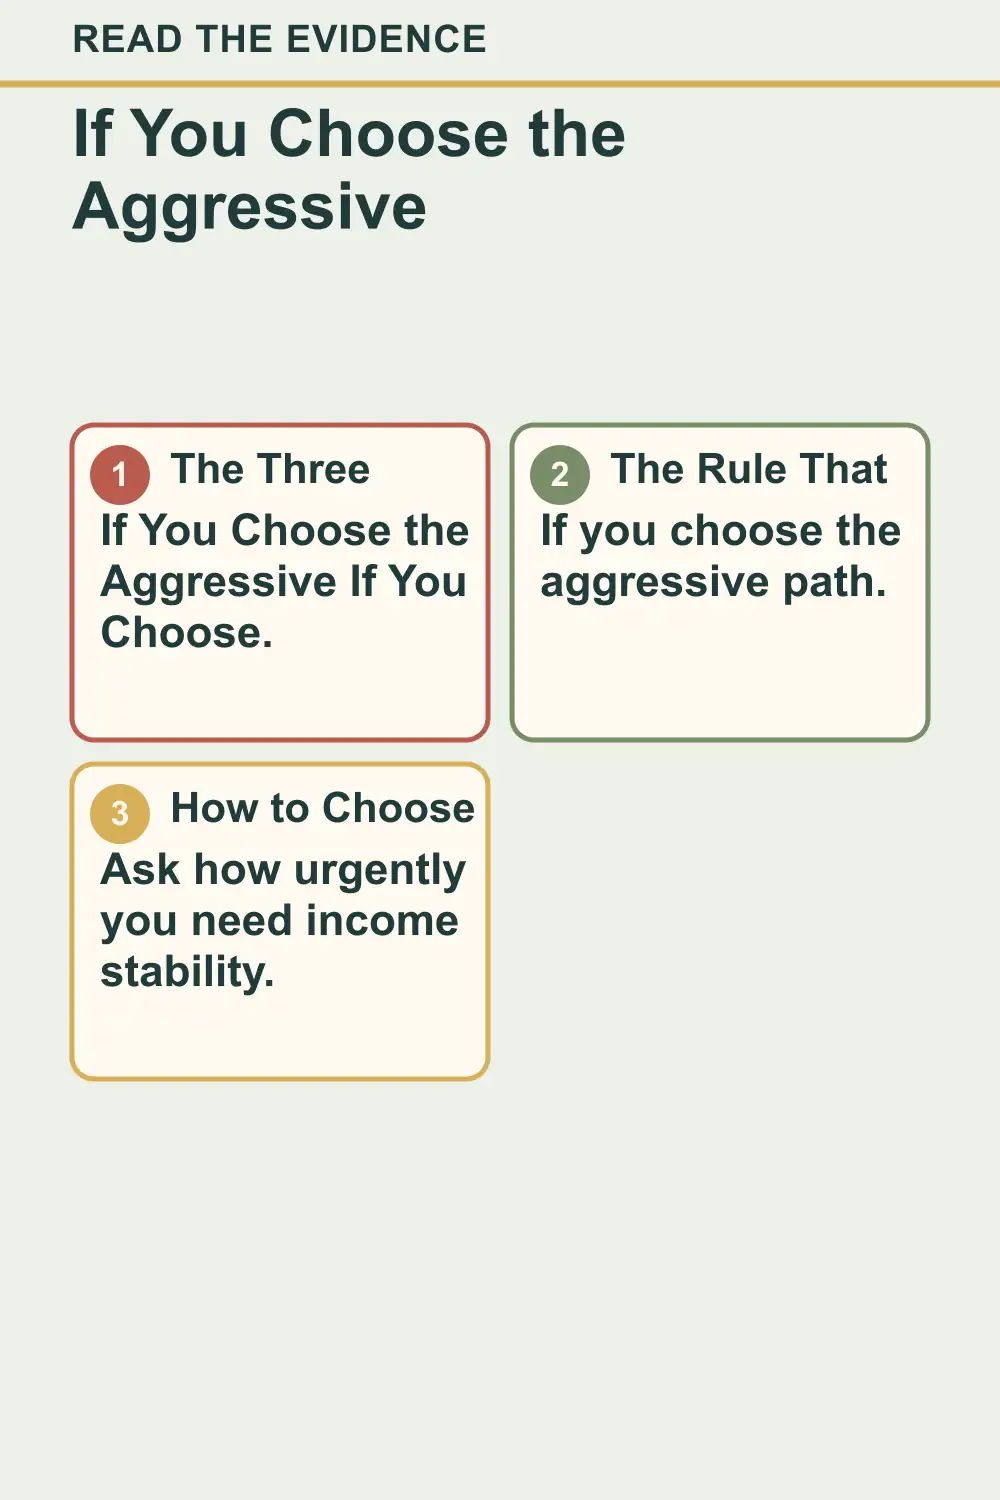 READ THE EVIDENCE
If You Choose the
Aggressive
1 The Three
If You Choose the
Aggressive If You
Choose.
2 The Rule That
If you choose the
aggressive path.
3 How to Choose
Ask how urgently
you need income
stability.